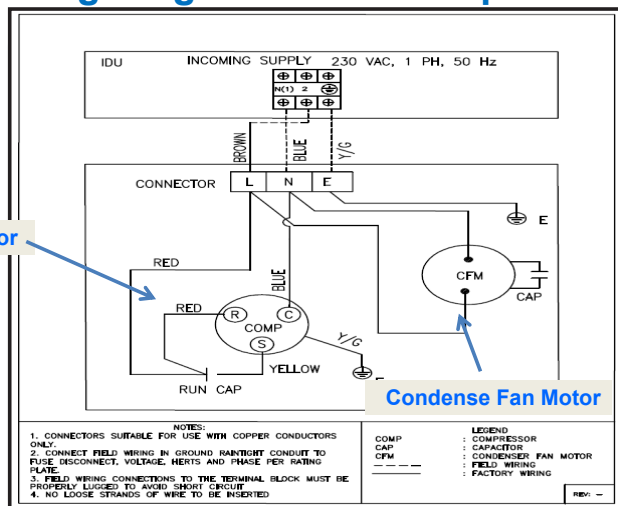 IDU
INCOMING SUPPLY 230 VAC, 1 PH, 50 Hz
N(1) 2
BROWN
BLUE
Y/G
CONNECTOR
L N E
E
or
RED
BLUE
CFM
CAP
RED
R
C
COMP
S
Y/G
YELLOW
RUN CAP
Condense Fan Motor
NOTES:
1. CONNECTORS SUITABLE FOR USE WITH COPPER CONDUCTORS
ONLY.
2. CONNECT FIELD WIRING IN GROUND RAINTIGHT CONDUIT TO
FUSE DISCONNECT, VOLTAGE, HERTS AND PHASE PER RATING
PLATE.
3. FIELD WIRING CONNECTIONS TO THE TERMINAL BLOCK MUST BE
PROPERLY LUGGED TO AVOID SHORT CIRCUIT
4. NO LOOSE STRANDS OF WIRE TO BE INSERTED
LEGEND
COMP : COMPRESSOR
CAP : CAPACITOR
CFM : CONDENSER FAN MOTOR
: FIELD WIRING
: FACTORY WIRING
REV: –